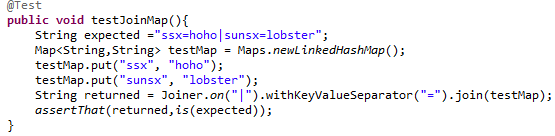 @Test
public void testJoinMap(){
String expected ="ssx=hoho|sunsx=lobster";
Map<String,String> testMap = Maps.newLinkedHashMap();
testMap.put("ssx", "hoho");
testMap.put("sunsx", "lobster");
String returned = Joiner.on("|").withKeyValueSeparator("=").join(testMap);
assertThat(returned,is(expected));
}